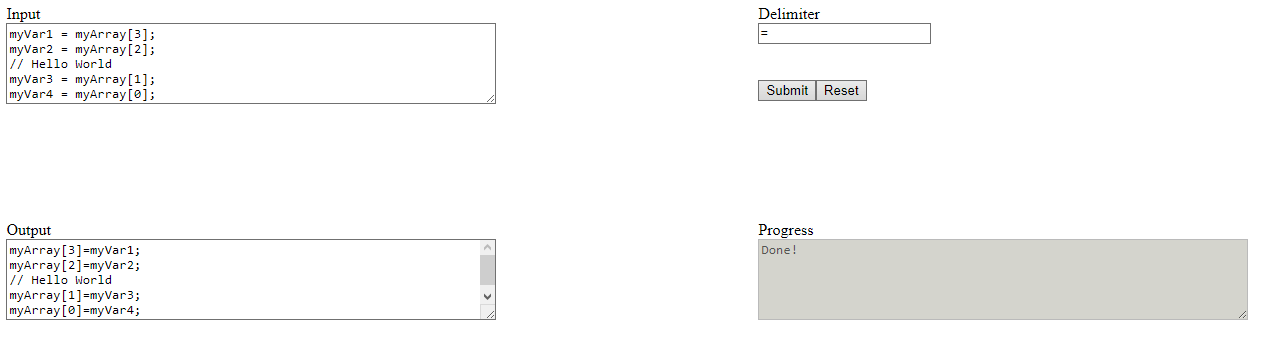 Input
myVar1 = myArray[3];
myVar2 = myArray[2];
// Hello World
myVar3 = myArray[1];
myVar4 = myArray[0];
Delimiter
=
Submit Reset
Output
myArray[3]=myVar1;
myArray[2]=myVar2;
// Hello World
myArray[1]=myVar3;
myArray[0]=myVar4;
Progress
Done!